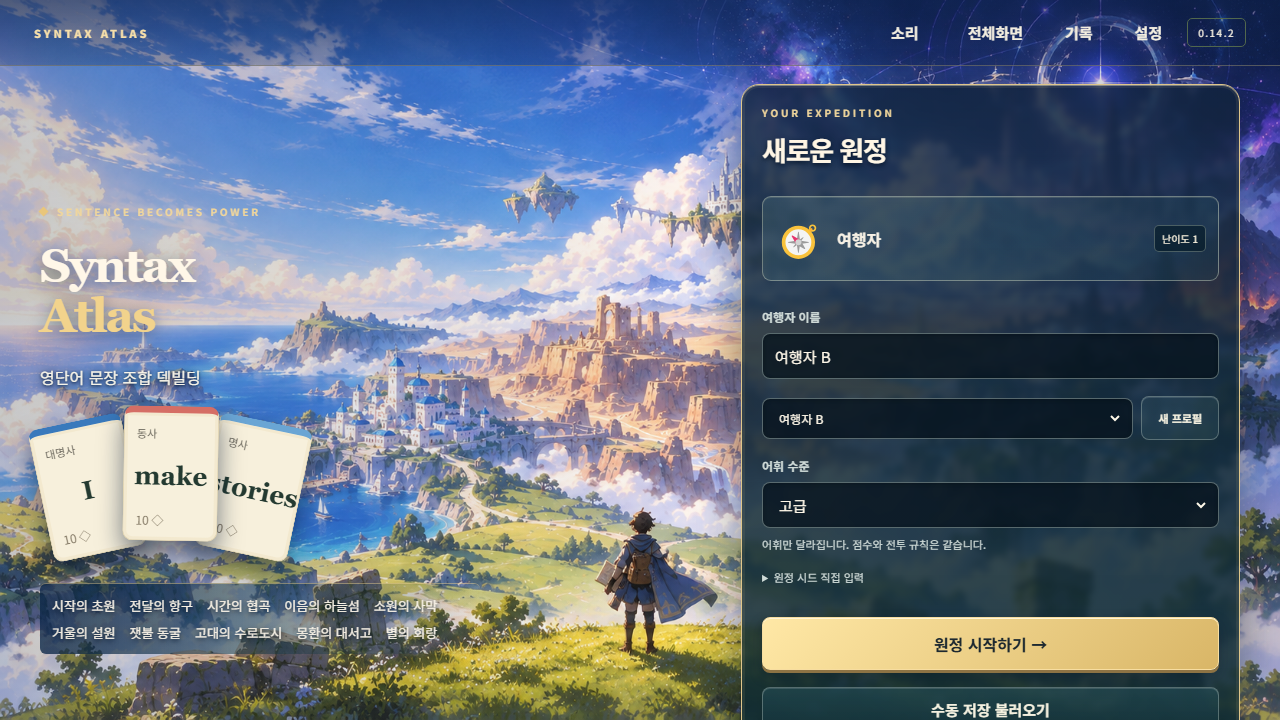 SYNTAX ATLAS
소리 전체화면 기록 설정 0.14.2
SENTENCE BECOMES POWER
Syntax
Atlas
영단어 문장 조합 덱빌딩
대명사
I
10
동사
make
10
명사
stories
시작의 초원 전달의 항구 시간의 협곡 이음의 하늘섬 소원의 사막
거울의 설원 잿불 동굴 고대의 수로도시 몽환의 대서고 별의 회랑
YOUR EXPEDITION
새로운 원정
여행자
난이도 1
여행자 이름
여행자 B
여행자 B
새 프로필
어휘 수준
고급
어휘만 달라집니다. 점수와 전투 규칙은 같습니다.
원정 시드 직접 입력
원정 시작하기 →
수동 저장 불러오기